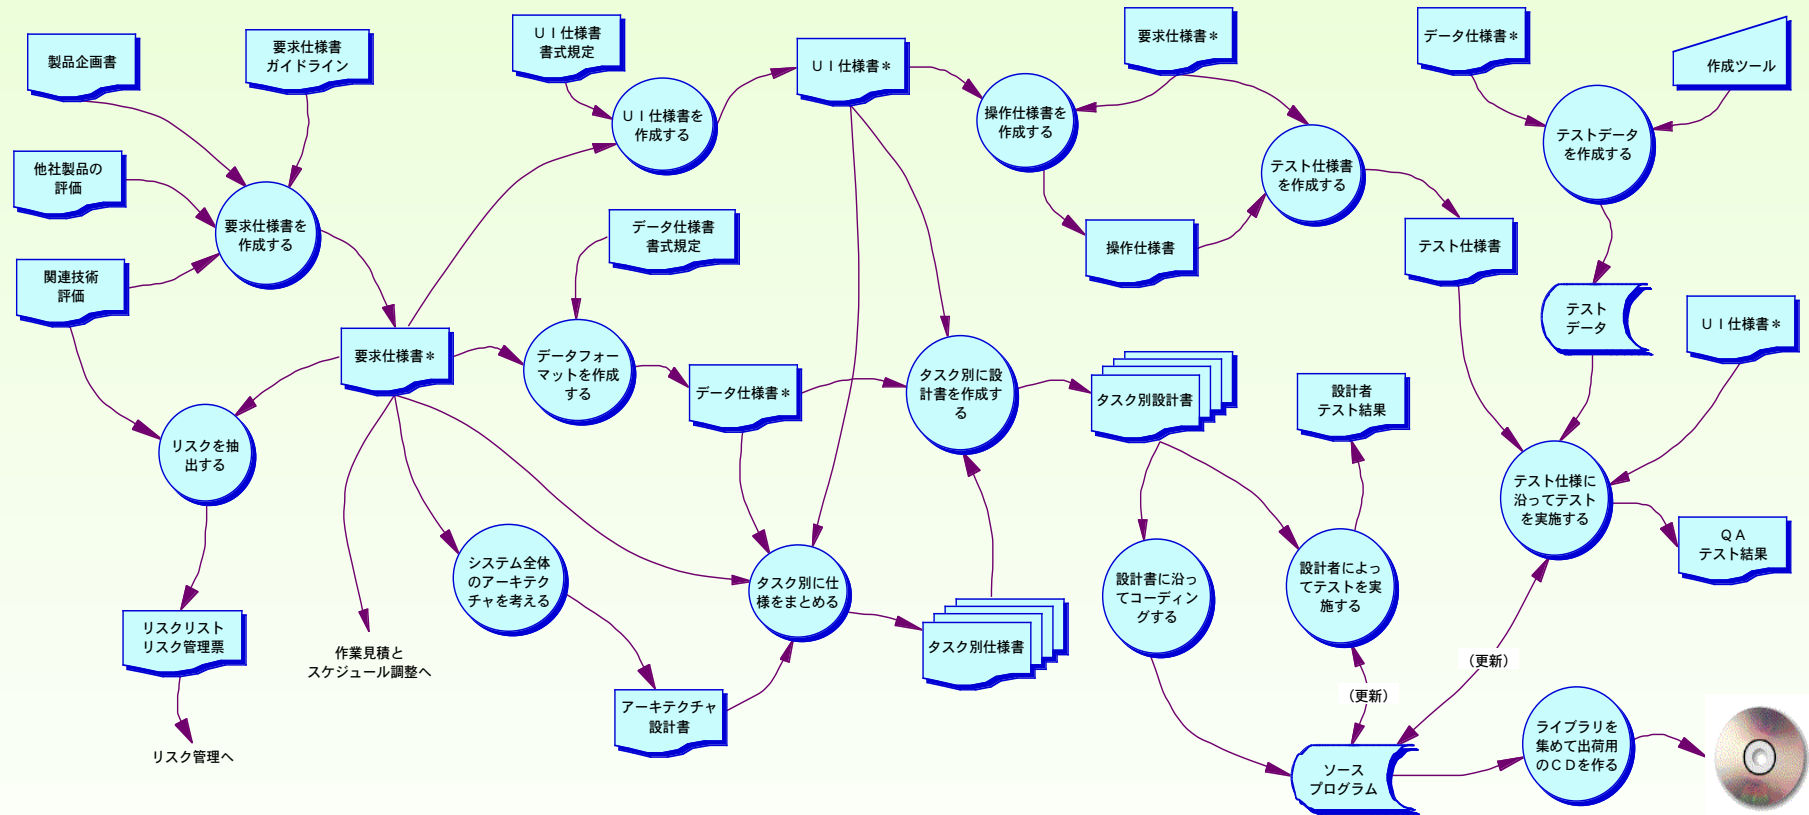 製品企画書
要求仕様書
ガイドライン
他社製品の
評価
要求仕様書を
作成する
関連技術
評価
リスクを抽
出する
リスクリスト
リスク管理票
リスク管理へ
要求仕様書＊
作業見積と
スケジュール調整へ
ＵＩ仕様書
書式規定
ＵＩ仕様書を
作成する
データ仕様書
書式規定
データフォー
マットを作成
する
システム全体
のアーキテク
チャを考える
アーキテクチャ
設計書
データ仕様書＊
ＵＩ仕様書＊
タスク別に仕
様をまとめる
タスク別に設
計書を作成す
る
タスク別仕様書
操作仕様書を
作成する
要求仕様書＊
操作仕様書
テスト仕様書
を作成する
タスク別設計書
設計書に沿っ
てコーディン
グする
設計者
テスト結果
設計者によっ
てテストを実
施する
（更新）
ソース
プログラム
データ仕様書＊
作成ツール
テストデータ
を作成する
テスト仕様書
テスト
データ
ＵＩ仕様書＊
テスト仕様に
沿ってテスト
を実施する
ＱＡ
テスト結果
（更新）
ライブラリを
集めて出荷用
のＣＤを作る